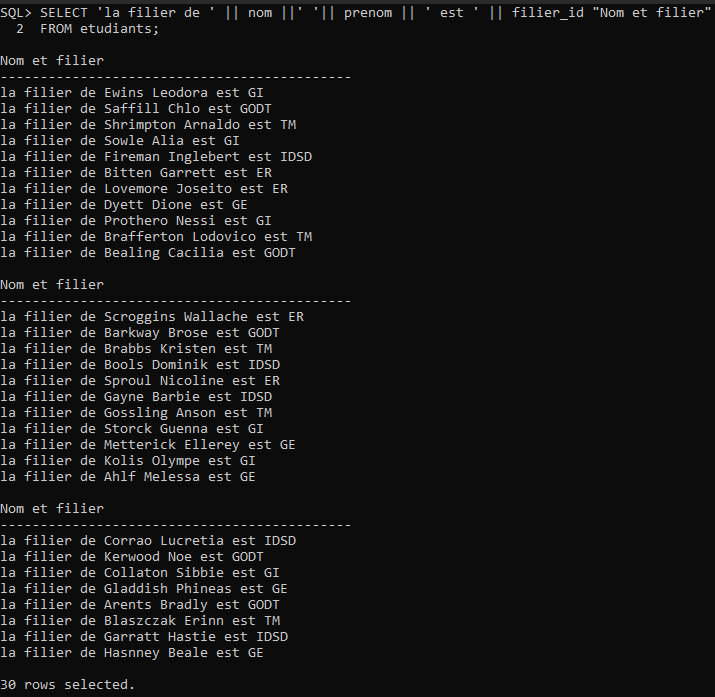 SQL> SELECT 'la filier de ' || nom ||' '|| prenom || ' est ' || filier_id "Nom et filier"
  2  FROM etudiants;
Nom et filier
--------------------------------------------
la filier de Ewins Leodora est GI
la filier de Saffill Chlo est GODT
la filier de Shrimpton Arnaldo est TM
la filier de Sowle Alia est GI
la filier de Fireman Inglebert est IDSD
la filier de Bitten Garrett est ER
la filier de Lovemore Joseito est ER
la filier de Dyett Dione est GE
la filier de Prothero Nessi est GI
la filier de Brafferton Lodovico est TM
la filier de Bealing Cacilia est GODT
Nom et filier
--------------------------------------------
la filier de Scroggins Wallache est ER
la filier de Barkway Brose est GODT
la filier de Brabbs Kristen est TM
la filier de Bools Dominik est IDSD
la filier de Sproul Nicoline est ER
la filier de Gayne Barbie est IDSD
la filier de Gossling Anson est TM
la filier de Storck Guenna est GI
la filier de Metterick Ellerey est GE
la filier de Kolis Olympe est GI
la filier de Ahlf Melessa est GE
Nom et filier
--------------------------------------------
la filier de Corrao Lucretia est IDSD
la filier de Kerwood Noe est GODT
la filier de Collaton Sibbie est GI
la filier de Gladdish Phineas est GE
la filier de Arents Bradly est GODT
la filier de Blaszczak Erinn est TM
la filier de Garratt Hastie est IDSD
la filier de Hasnney Beale est GE
30 rows selected.